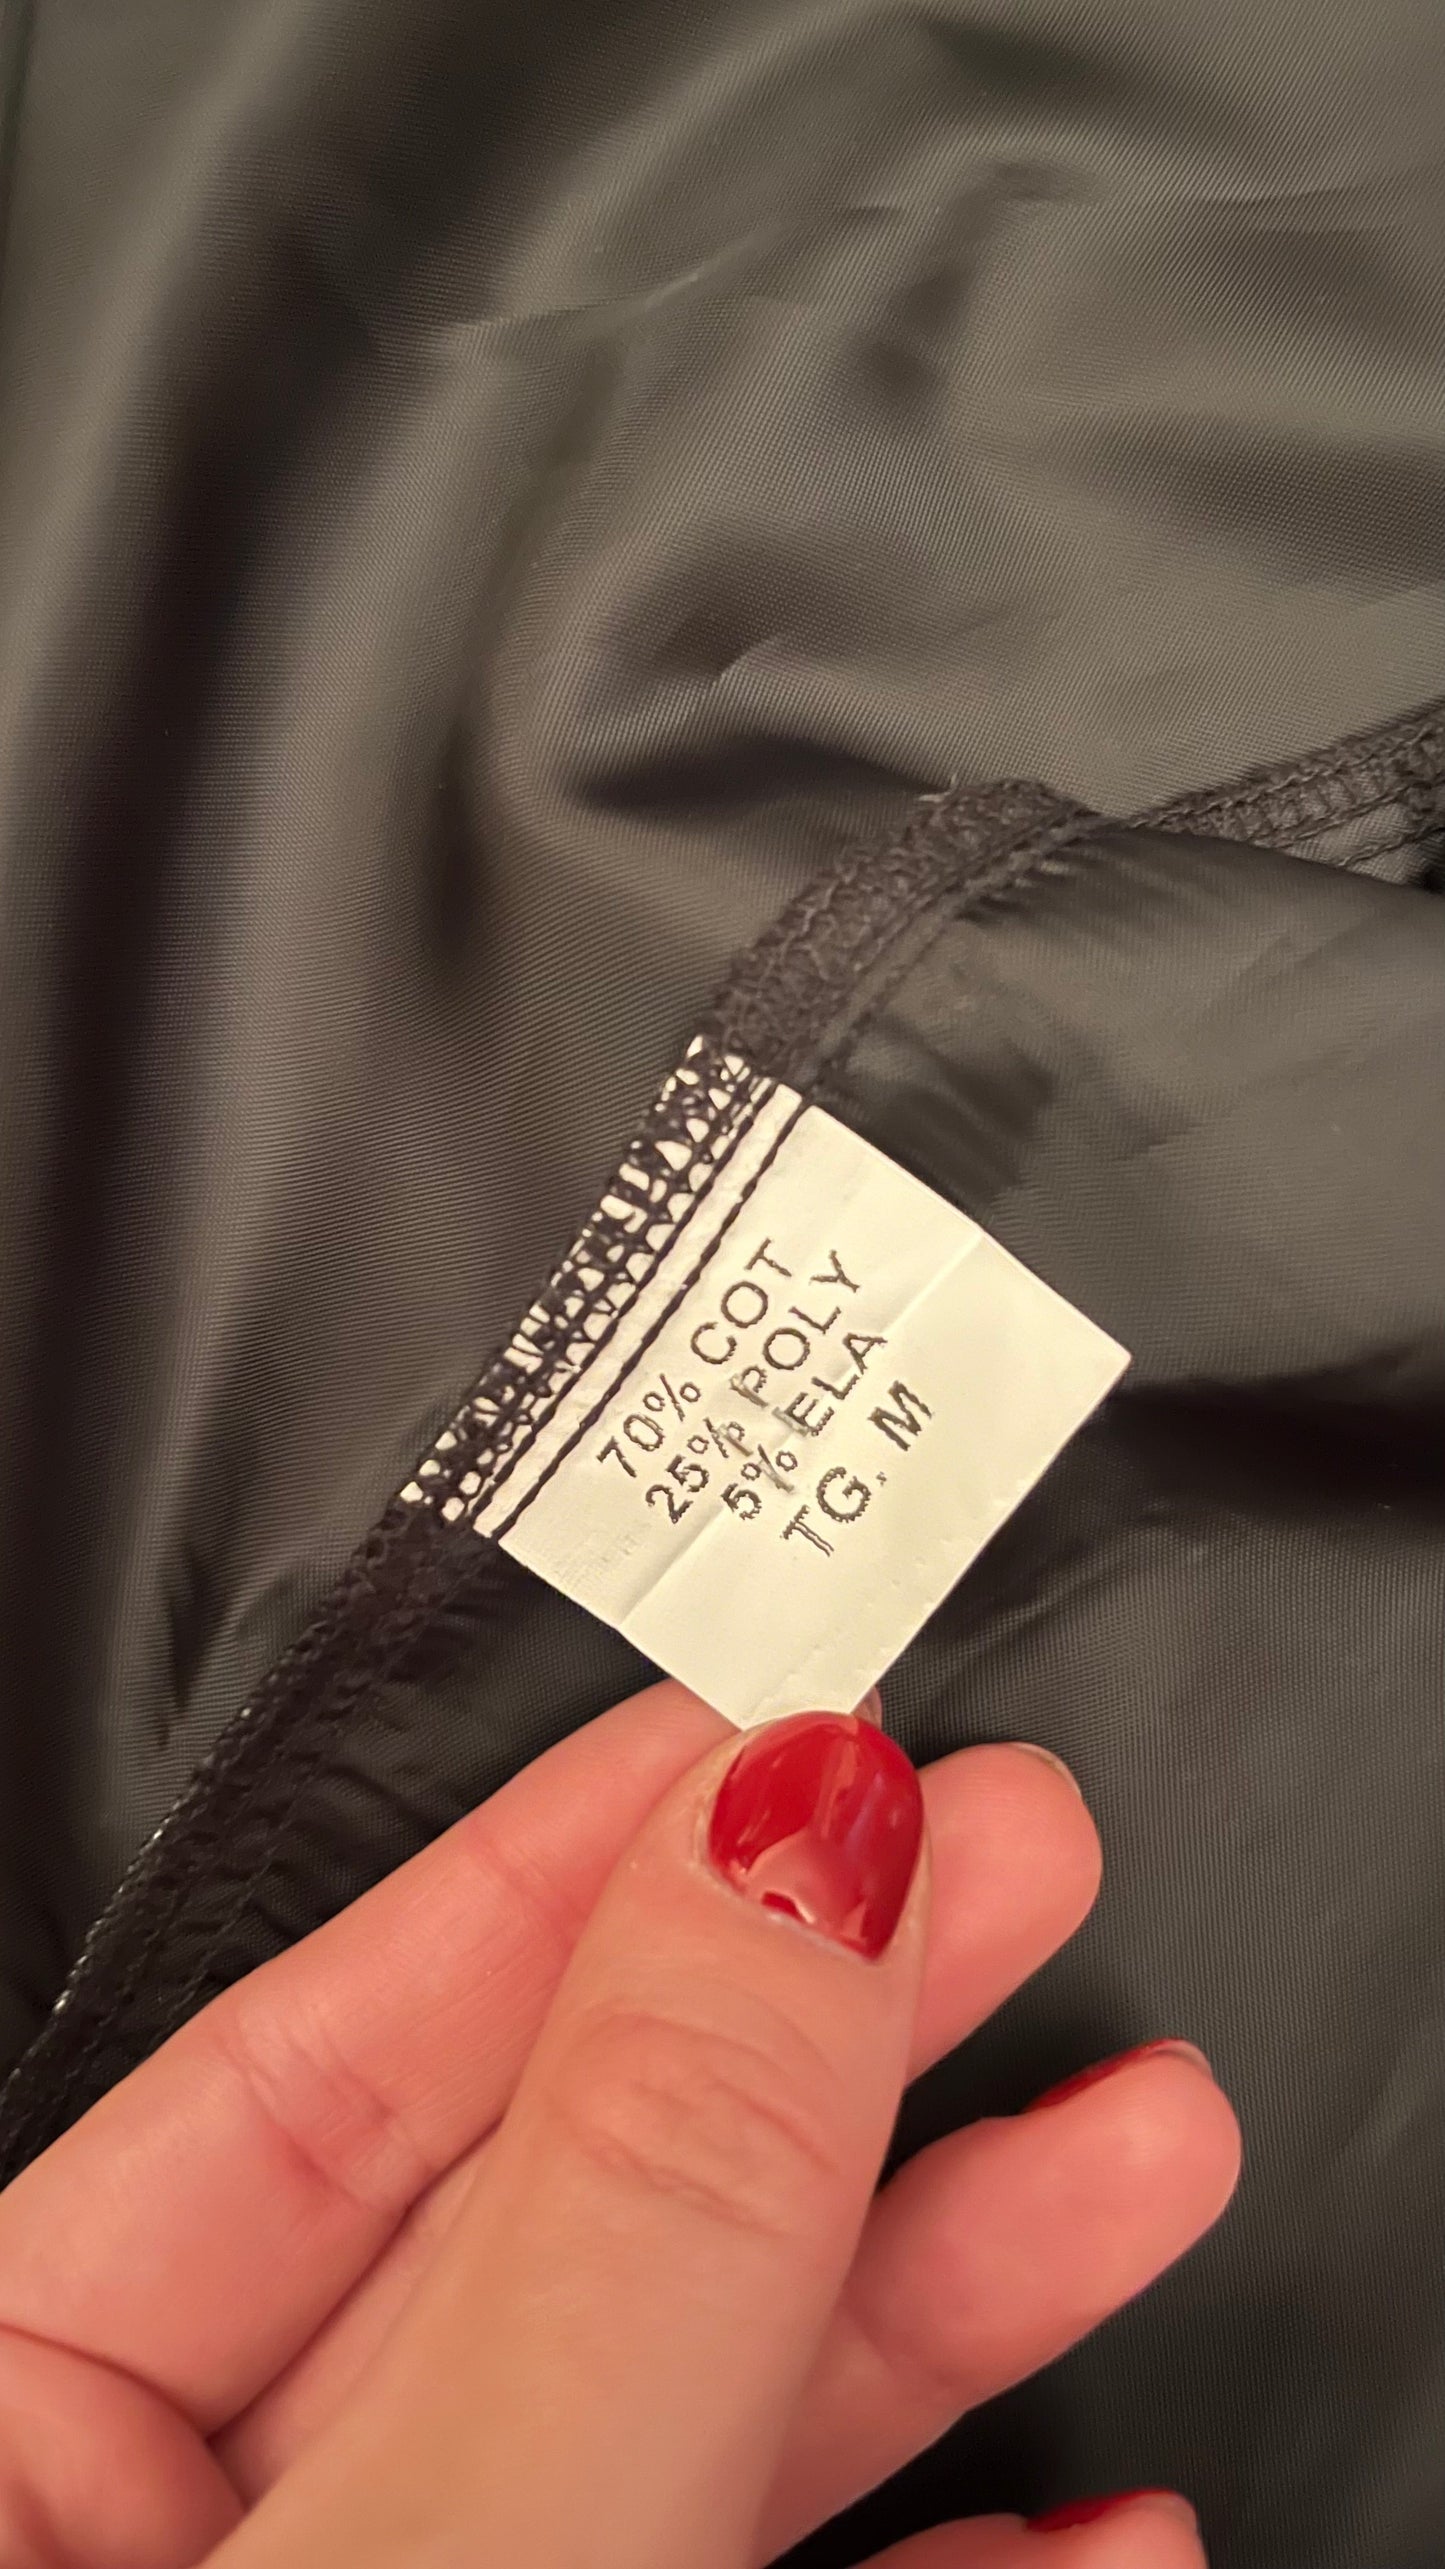 70% COT
25% POLY
5% ELA
TG. M